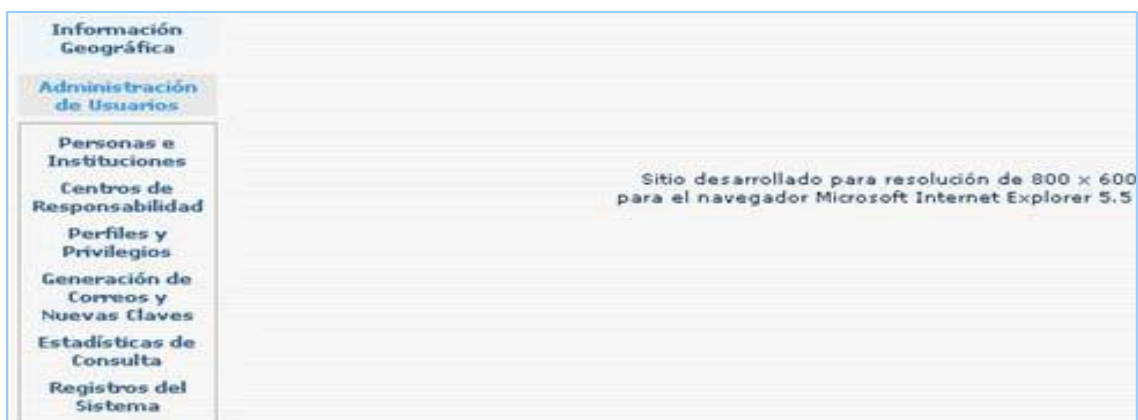 Información
Geográfica
Administración
de Usuarios
Personas e
Instituciones
Centros de
Responsabilidad
Perfiles y
Privilegios
Generación de
Correos y
Nuevas Claves
Estadísticas de
Consulta
Registros del
Sistema
Sitio desarrollado para resolución de 800 x 600
para el navegador Microsoft Internet Explorer 5.5